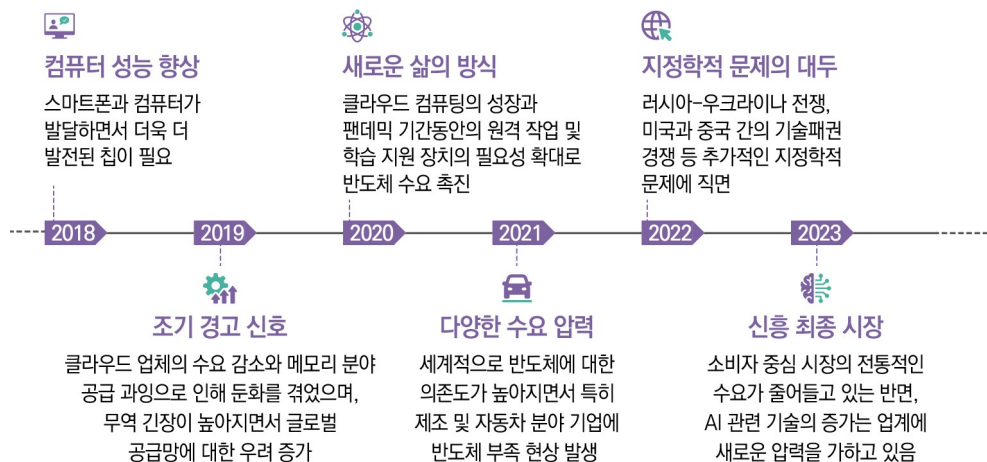 컴퓨터 성능 향상
스마트폰과 컴퓨터가
발달하면서 더욱 더
발전된 칩이 필요
새로운 삶의 방식
클라우드 컴퓨팅의 성장과
팬데믹 기간동안의 원격 작업 및
학습 지원 장치의 필요성 확대로
반도체 수요 촉진
지정학적 문제의 대두
러시아-우크라이나 전쟁,
미국과 중국 간의 기술패권
경쟁 등 추가적인 지정학적
문제에 직면
2018
2019
2020
2021
2022
2023
조기 경고 신호
클라우드 업체의 수요 감소와 메모리 분야
공급 과잉으로 인해 둔화를 겪었으며,
무역 긴장이 높아지면서 글로벌
공급망에 대한 우려 증가
다양한 수요 압력
세계적으로 반도체에 대한
의존도가 높아지면서 특히
제조 및 자동차 분야 기업에
반도체 부족 현상 발생
신흥 최종 시장
소비자 중심 시장의 전통적인
수요가 줄어들고 있는 반면,
AI 관련 기술의 증가는 업계에
새로운 압력을 가하고 있음